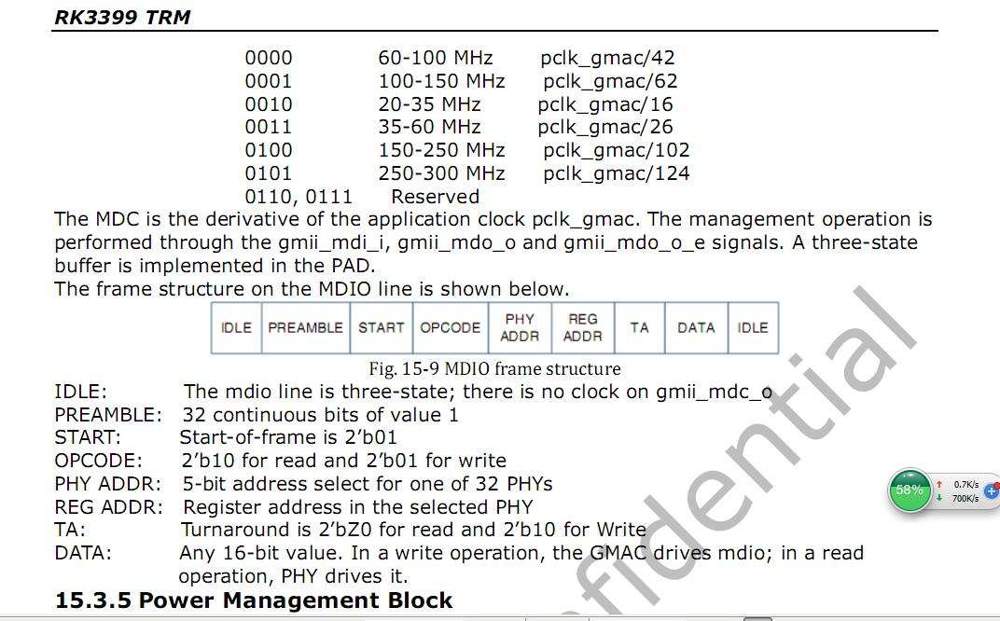 RK3399 TRM
0000 60-100 MHz pclk_gmac/42
0001 100-150 MHz pclk_gmac/62
0010 20-35 MHz pclk_gmac/16
0011 35-60 MHz pclk_gmac/26
0100 150-250 MHz pclk_gmac/102
0101 250-300 MHz pclk_gmac/124
0110, 0111 Reserved
The MDC is the derivative of the application clock pclk_gmac. The management operation is
performed through the gmii_mdi_i, gmii_mdo_o and gmii_mdo_o_e signals. A three-state
buffer is implemented in the PAD.
The frame structure on the MDIO line is shown below.
IDLE PREAMBLE START OPCODE PHY ADDR REG ADDR TA DATA IDLE
Fig. 15-9 MDIO frame structure
IDLE: The mdio line is three-state; there is no clock on gmii_mdc_o
PREAMBLE: 32 continuous bits of value 1
START: Start-of-frame is 2’b01
OPCODE: 2’b10 for read and 2’b01 for write
PHY ADDR: 5-bit address select for one of 32 PHYs
REG ADDR: Register address in the selected PHY
TA: Turnaround is 2’bZ0 for read and 2’b10 for Write
DATA: Any 16-bit value. In a write operation, the GMAC drives mdio; in a read
operation, PHY drives it.
15.3.5 Power Management Block
fidential
58%
0.7K/s
700K/s